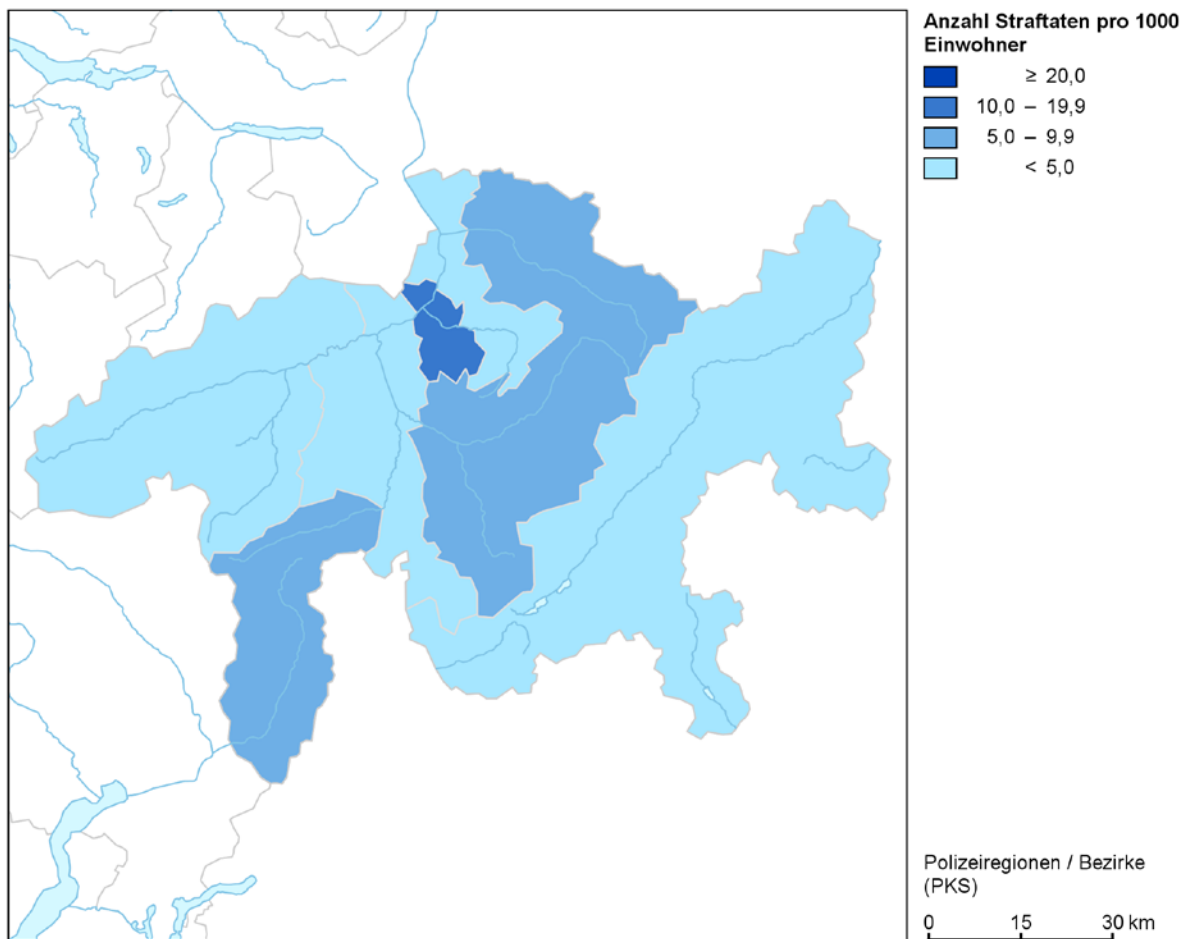 Anzahl Straftaten pro 1000
Einwohner
≥ 20,0
10,0 – 19,9
5,0 – 9,9
< 5,0
Polizeiregionen / Bezirke
(PKS)
0 15 30 km